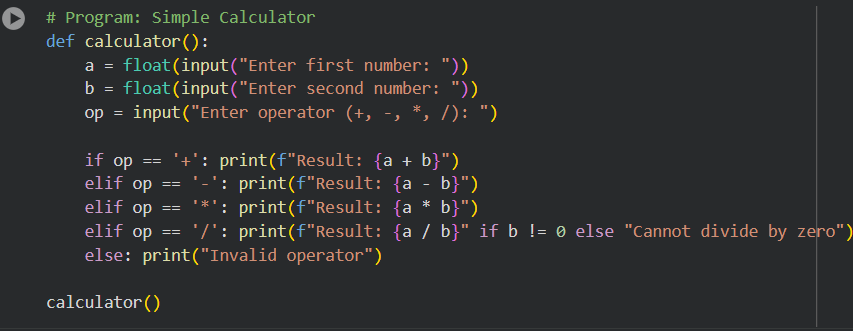 # Program: Simple Calculator
def calculator():
    a = float(input("Enter first number: "))
    b = float(input("Enter second number: "))
    op = input("Enter operator (+, -, *, /): ")

    if op == '+': print(f"Result: {a + b}")
    elif op == '-': print(f"Result: {a - b}")
    elif op == '*': print(f"Result: {a * b}")
    elif op == '/': print(f"Result: {a / b}" if b != 0 else "Cannot divide by zero")
    else: print("Invalid operator")

calculator()